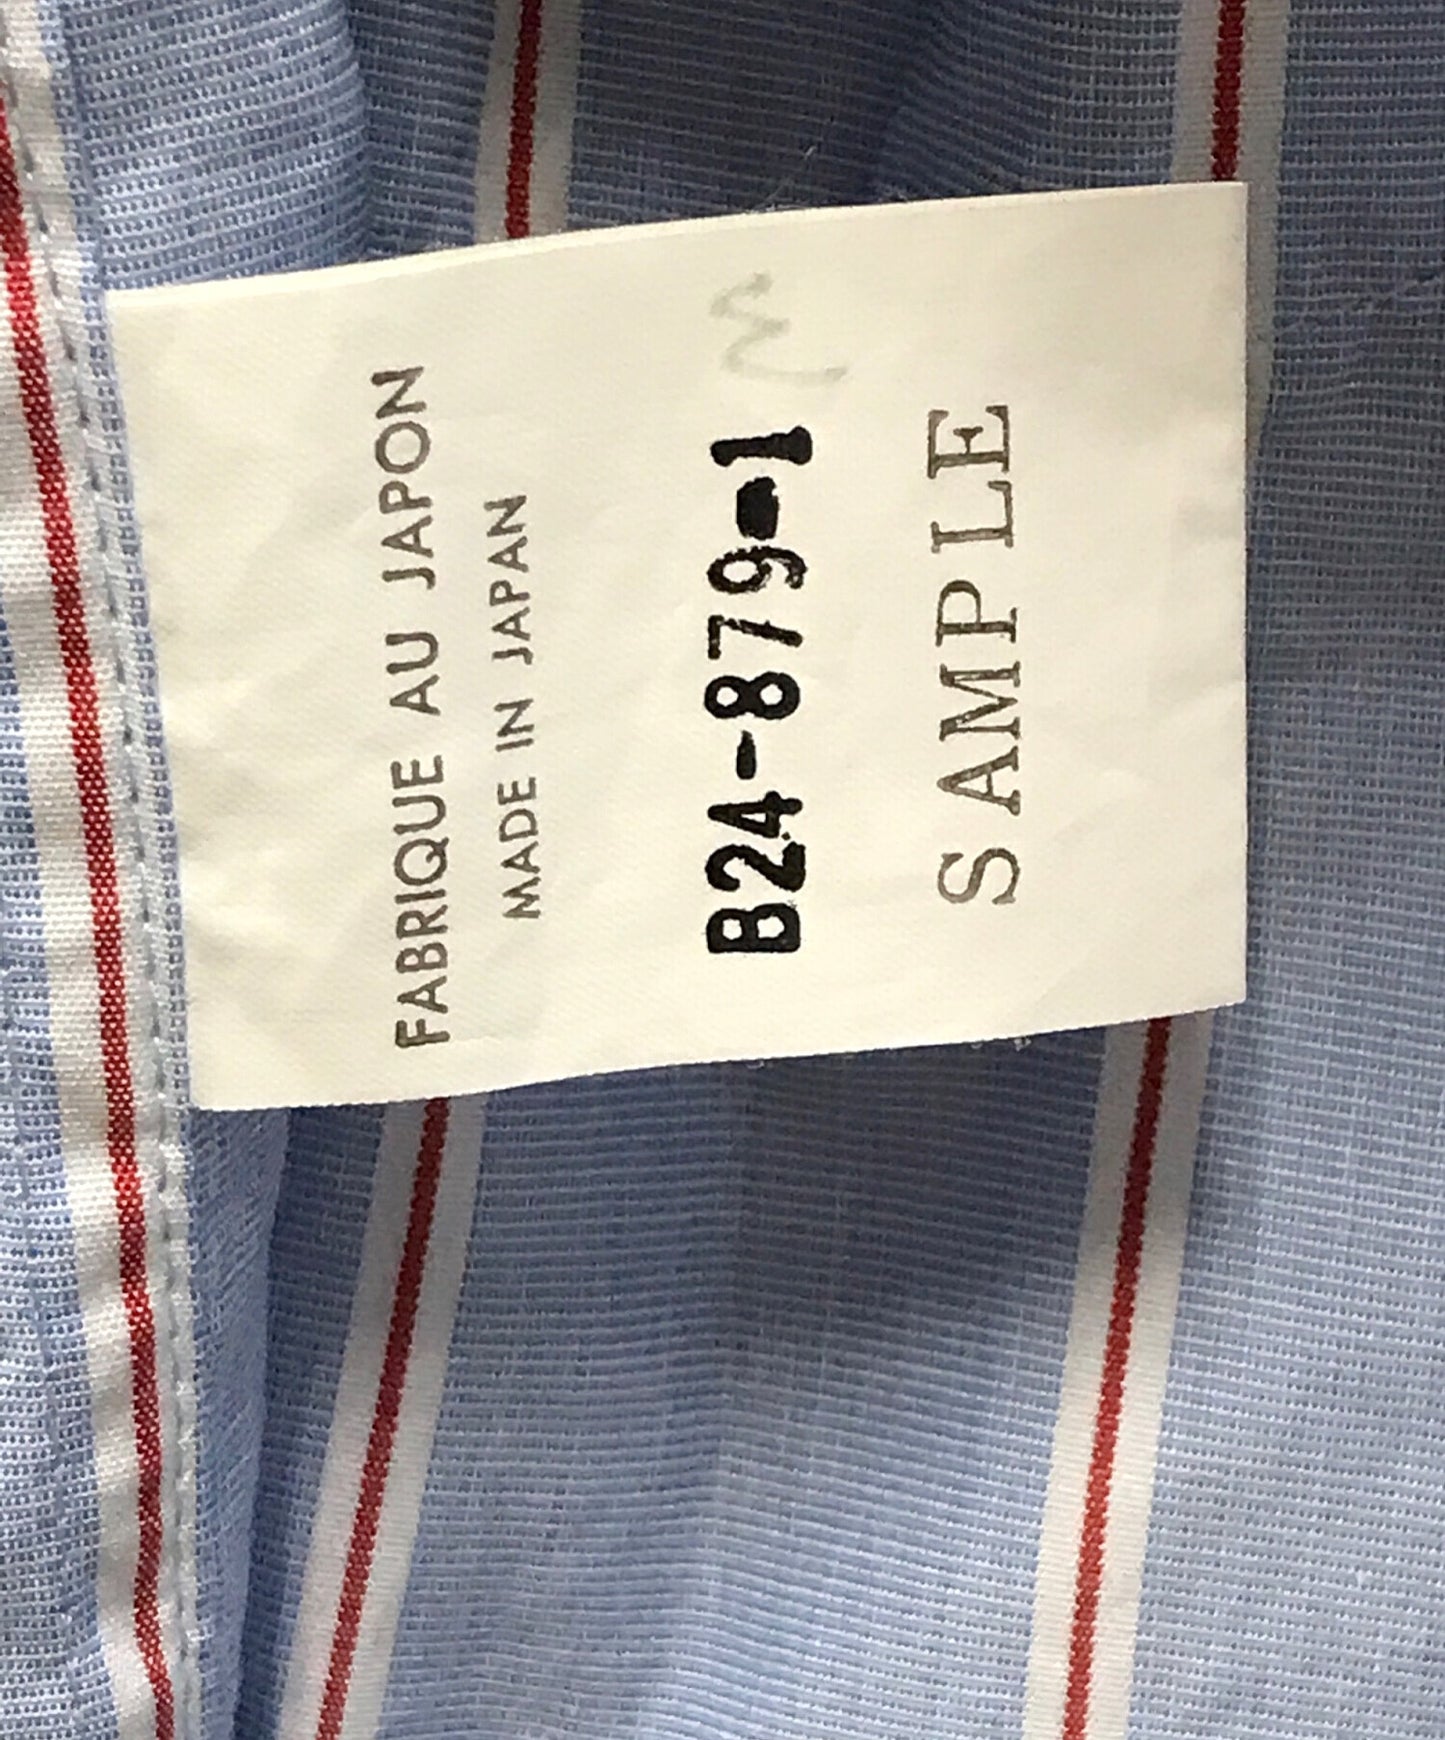 FABRIQUE AU JAPON
MADE IN JAPAN
B24-879-1
SAMPLE